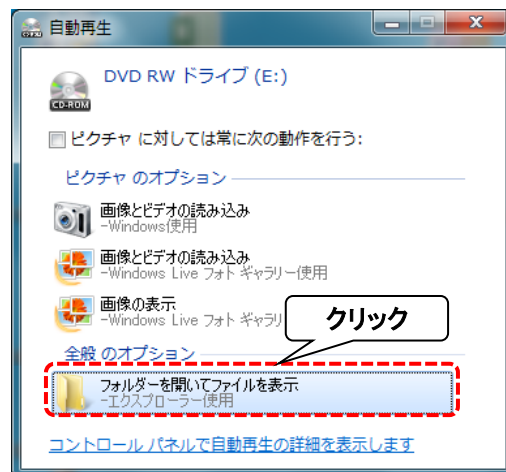 自動再生
DVD RW ドライブ (E:)
CD-ROM
ピクチャ に対しては常に次の動作を行う:
ピクチャ のオプション
画像とビデオの読み込み
-Windows使用
画像とビデオの読み込み
-Windows Live フォト ギャラリー使用
画像の表示
-Windows Live フォト ギャラリ
クリック
全般 のオプション
フォルダーを開いてファイルを表示
-エクスプローラー使用
コントロール パネルで自動再生の詳細を表示します